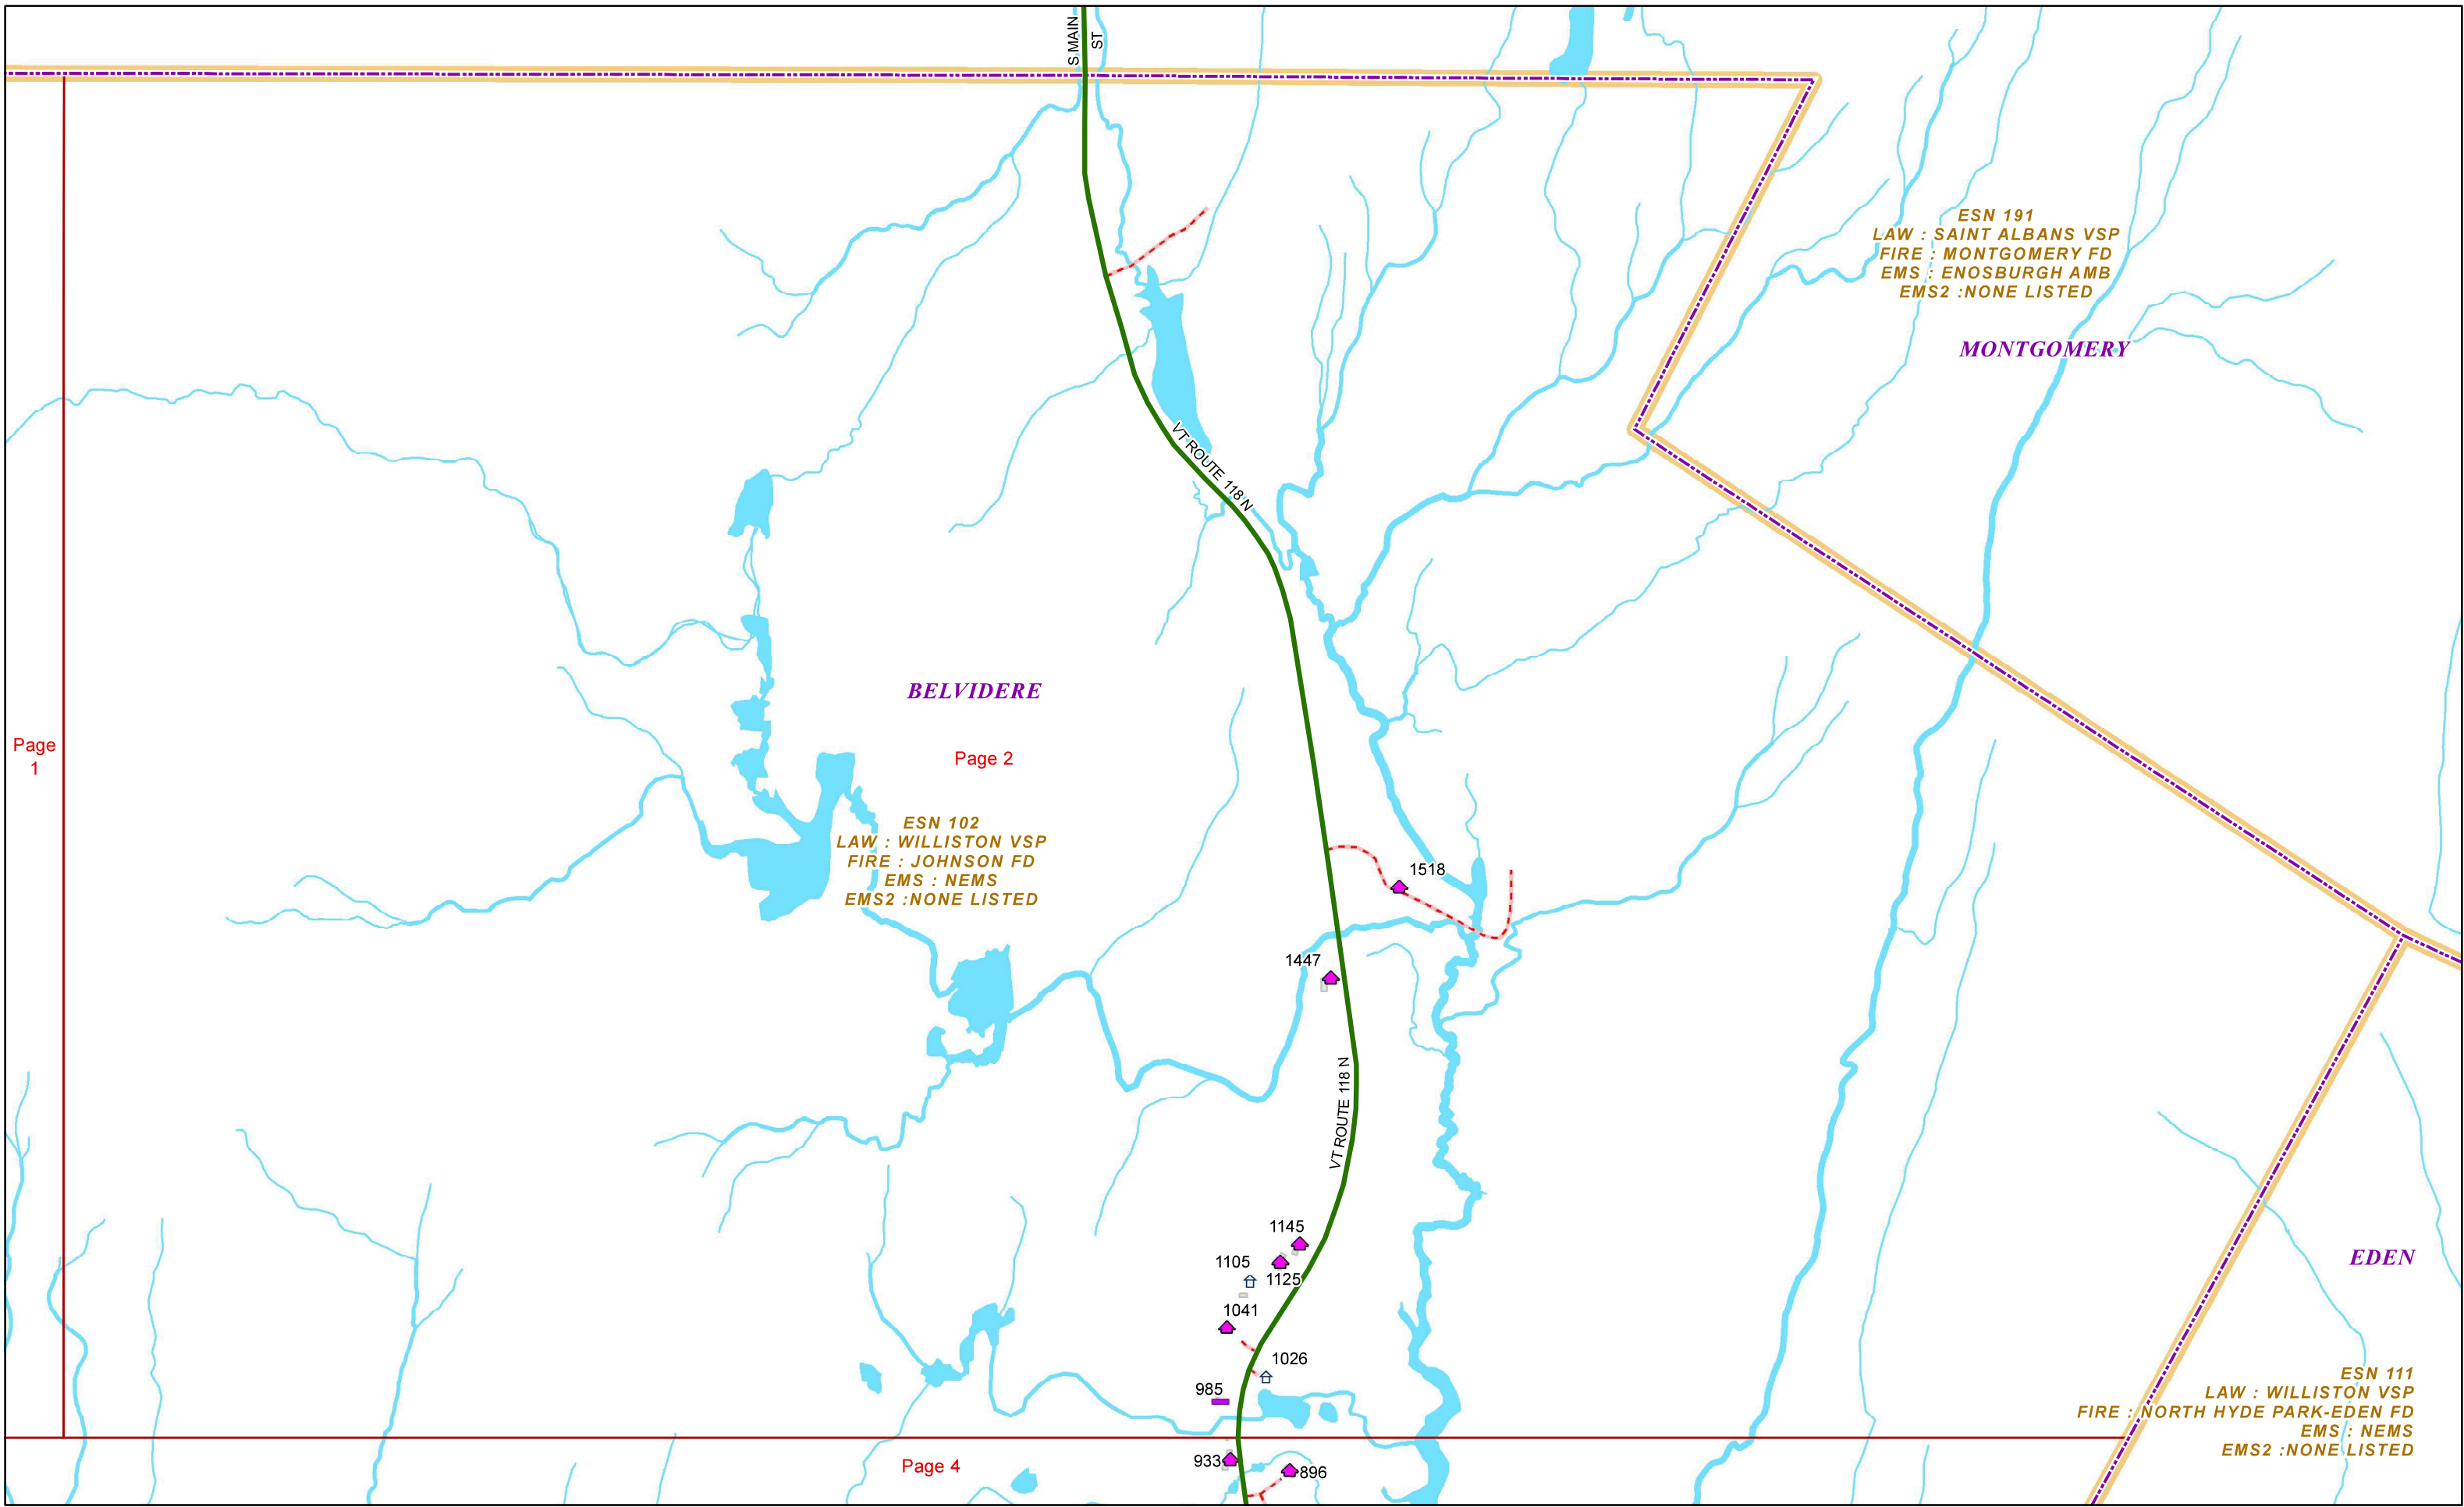 S MAIN
ST
ESN 191
LAW : SAINT ALBANS VSP
FIRE : MONTGOMERY FD
EMS : ENOSBURGH AMB
EMS2 :NONE LISTED
MONTGOMERY
VT ROUTE 118 N
BELVIDERE
Page
1
Page 2
ESN 102
LAW : WILLISTON VSP
FIRE : JOHNSON FD
EMS : NEMS
EMS2 :NONE LISTED
1518
1447
VT ROUTE 118 N
1145
1105
1125
EDEN
1041
1026
985
ESN 111
LAW : WILLISTON VSP
FIRE : NORTH HYDE PARK-EDEN FD
EMS : NEMS
EMS2 :NONE LISTED
933
Page 4
896